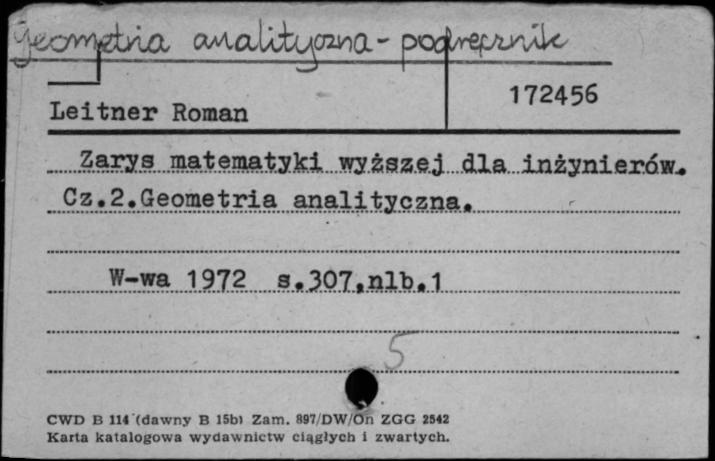 Geometria analityczna - podręcznik
172456
Leitner Roman
Zarys matematyki wyższej dla inżynierów.
Cz.2.Geometria analityczna.
W-wa 1972 s.307,nlb.1
5
CWD B 114 (dawny B 15b) Zam. 897/DW/On ZGG 2542
Karta katalogowa wydawnictw ciągłych i zwartych.